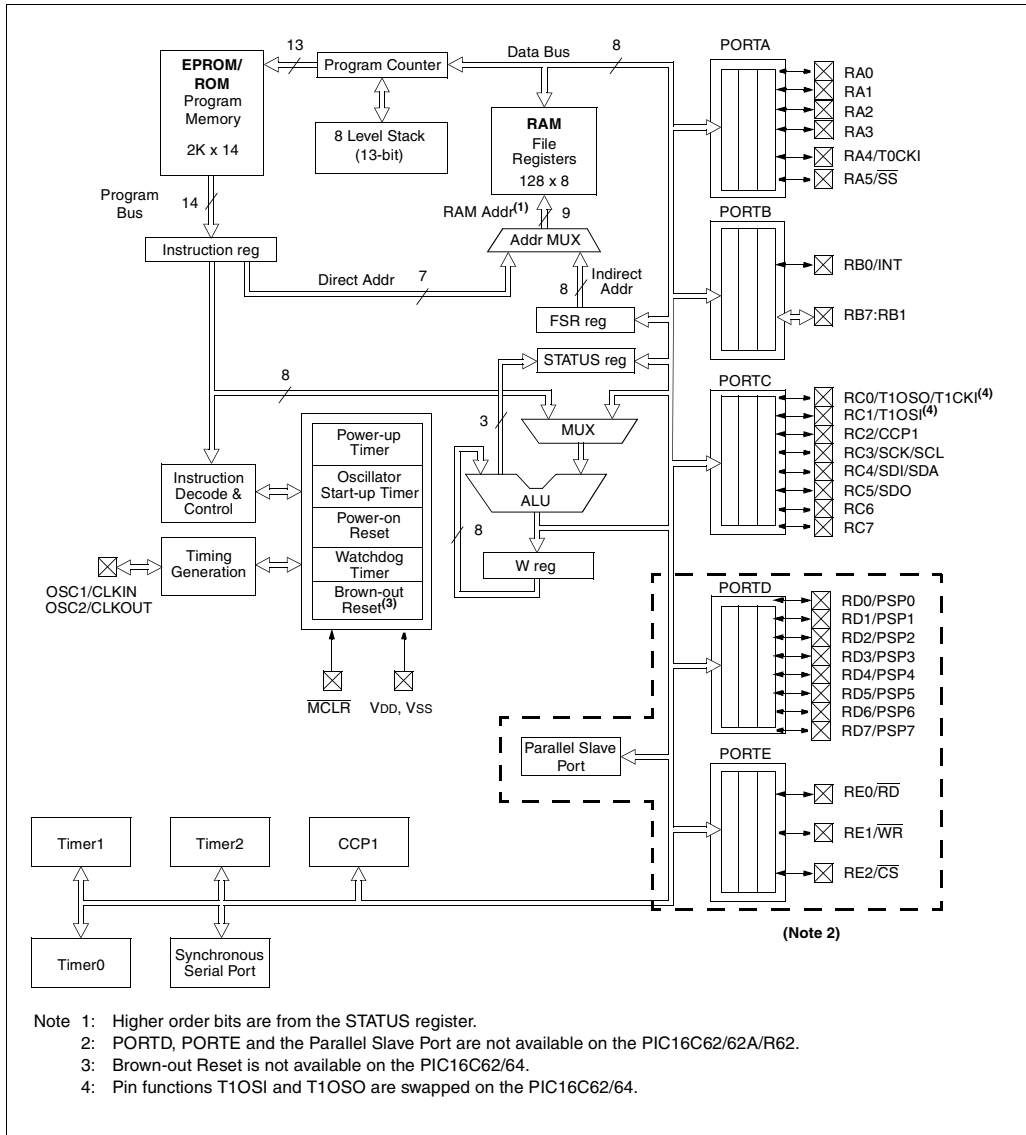 13
Data Bus
8
PORTA
EPROM/
ROM
Program
Memory
2K x 14
Program Counter
8 Level Stack
(13-bit)
RAM
File
Registers
128 x 8
RA0
RA1
RA2
RA3
RA4/T0CKI
RA5/SS
Program
Bus
14
RAM Addr(1)
9
PORTB
Instruction reg
Addr MUX
Direct Addr
7
8
Indirect
Addr
RB0/INT
RB7:RB1
FSR reg
STATUS reg
8
3
PORTC
RC0/T1OSO/T1CKI(4)
RC1/T1OSI(4)
RC2/CCP1
RC3/SCK/SCL
RC4/SDI/SDA
RC5/SDO
RC6
RC7
MUX
ALU
8
W reg
Power-up
Timer
Oscillator
Start-up Timer
Power-on
Reset
Watchdog
Timer
Brown-out
Reset(3)
Instruction
Decode &
Control
Timing
Generation
OSC1/CLKIN
OSC2/CLKOUT
MCLR
VDD, VSS
PORTD
RD0/PSP0
RD1/PSP1
RD2/PSP2
RD3/PSP3
RD4/PSP4
RD5/PSP5
RD6/PSP6
RD7/PSP7
Parallel Slave
Port
PORTE
RE0/RD
RE1/WR
RE2/CS
(Note 2)
Timer1
Timer2
CCP1
Timer0
Synchronous
Serial Port
Note 1: Higher order bits are from the STATUS register.
2: PORTD, PORTE and the Parallel Slave Port are not available on the PIC16C62/62A/R62.
3: Brown-out Reset is not available on the PIC16C62/64.
4: Pin functions T1OSI and T1OSO are swapped on the PIC16C62/64.